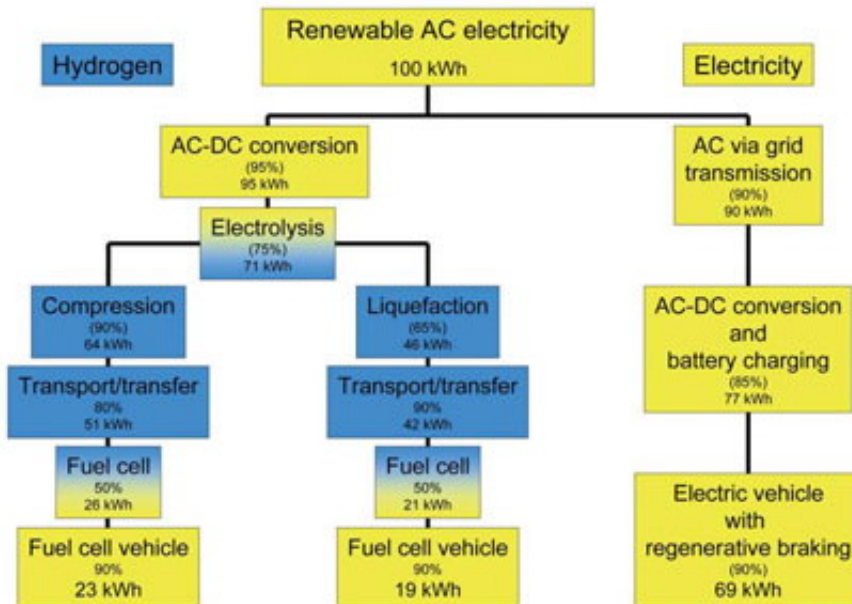 Renewable AC electricity
100 kWh
Hydrogen
Electricity
AC-DC conversion
(95%)
95 kWh
Electrolysis
(75%)
71 kWh
Compression
(90%)
64 kWh
Transport/transfer
80%
51 kWh
Fuel cell
50%
26 kWh
Fuel cell vehicle
90%
23 kWh
Liquefaction
(65%)
46 kWh
Transport/transfer
90%
42 kWh
Fuel cell
50%
21 kWh
Fuel cell vehicle
90%
19 kWh
AC via grid
transmission
(90%)
90 kWh
AC-DC conversion
and
battery charging
(85%)
77 kWh
Electric vehicle
with
regenerative braking
(90%)
69 kWh